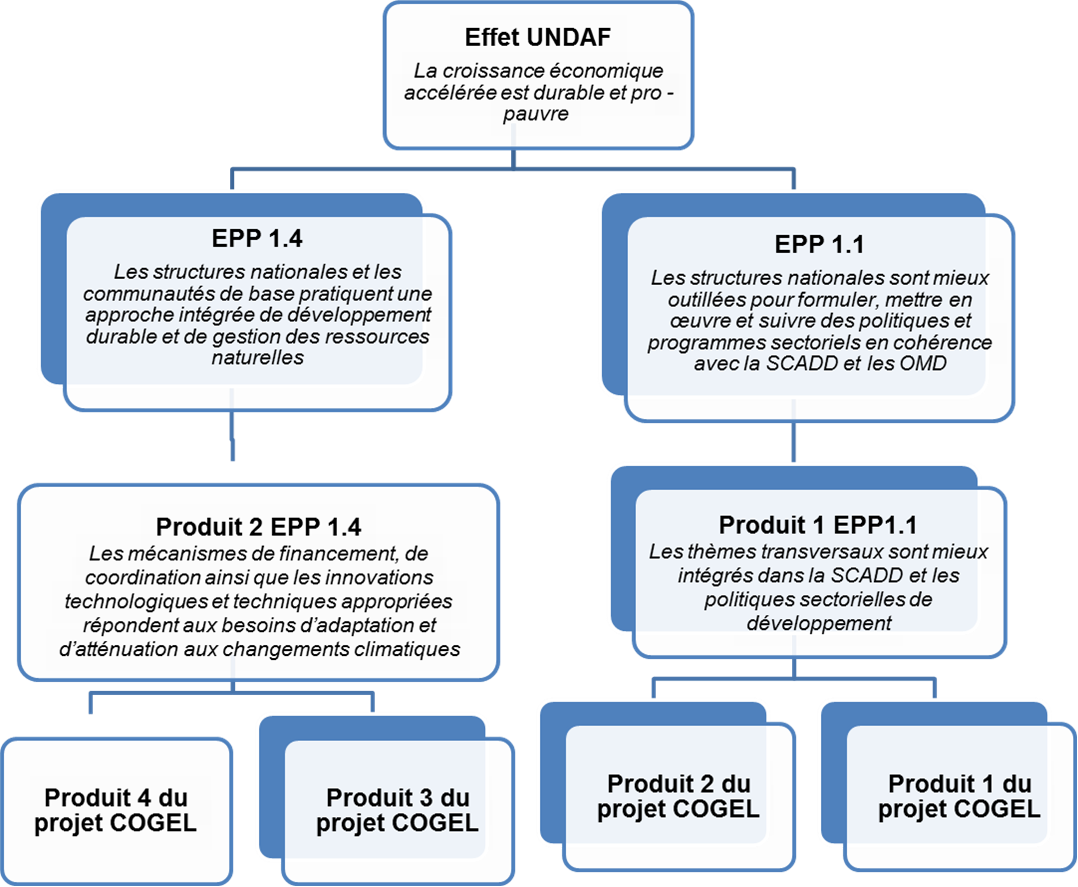 Effet UNDAF
La croissance économique
accélérée est durable et pro -
pauvre
EPP 1.4
Les structures nationales et les
communautés de base pratiquent une
approche intégrée de développement
durable et de gestion des ressources
naturelles
EPP 1.1
Les structures nationales sont mieux
outillées pour formuler, mettre en
œuvre et suivre des politiques et
programmes sectoriels en cohérence
avec la SCADD et les OMD
Produit 2 EPP 1.4
Les mécanismes de financement, de
coordination ainsi que les innovations
technologiques et techniques appropriées
répondent aux besoins d’adaptation et
d’atténuation aux changements climatiques
Produit 1 EPP1.1
Les thèmes transversaux sont mieux
intégrés dans la SCADD et les
politiques sectorielles de
développement
Produit 4 du
projet COGEL
Produit 3 du
projet COGEL
Produit 2 du
projet COGEL
Produit 1 du
projet COGEL